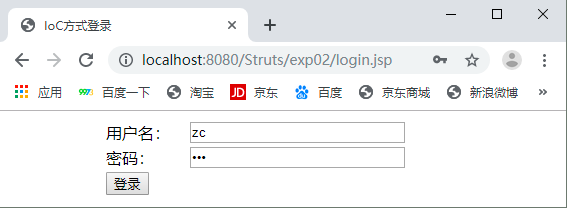 IoC方式登录
localhost:8080/Struts/exp02/login.jsp
应用 997 百度一下 淘宝 JD 京东 百度 京东商城 新浪微博 »
用户名： zc
密码： •••
登录